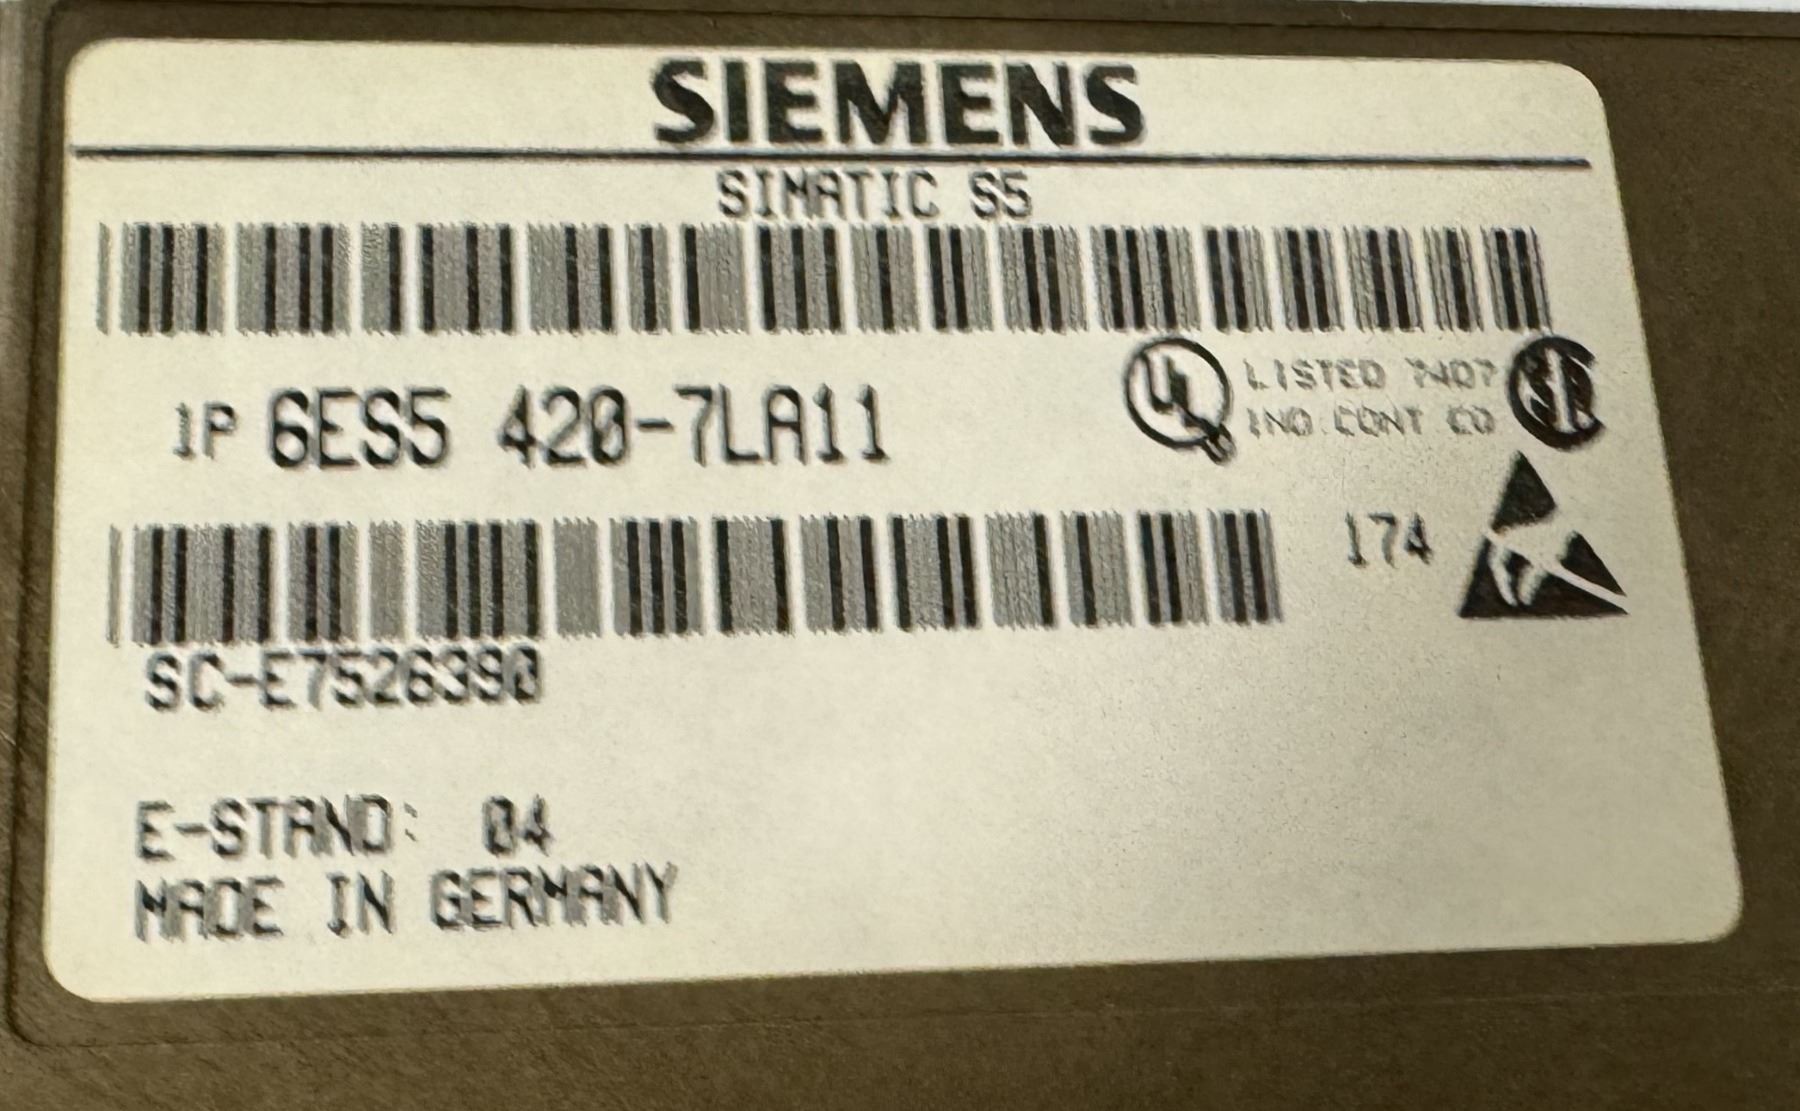 SIEMENS
SIMATIC S5
1P 6ES5 420-7LA11
LISTED 7407
IND. CONT CO
174
SC-E7526390
E-STAND: 04
MADE IN GERMANY